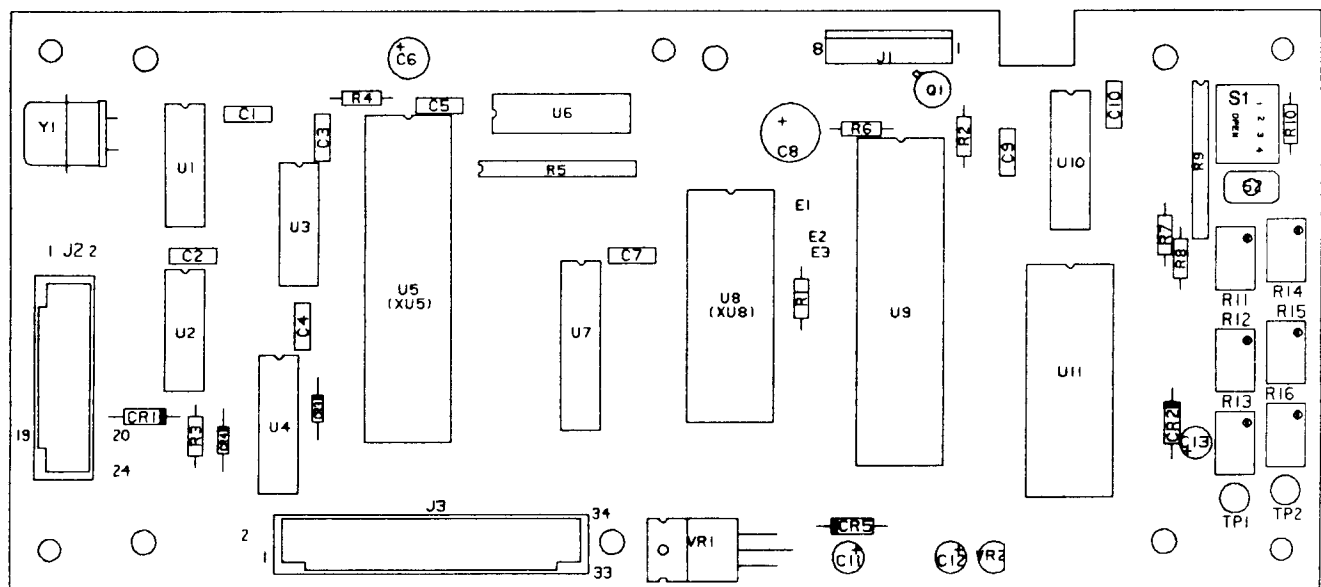 8
J1
1
+
C6
Y1
U1
C1
C3
R4
C5
U6
+
C8
Q1
R6
R2
C9
U10
C10
R9
S1
1 2 3 4
OPEN
R10
S2
R5
U3
1 J2 2
C2
U5
(XU5)
C7
U8
(XU8)
E1
E2
E3
R1
U9
R7
R8
R11
R14
U2
C4
U7
U11
R12
R15
19
20
24
CR1
R3
CR4
U4
CR3
R13
R16
CR2
C13
+
TP1
TP2
J3
2
1
34
33
VR1
CR5
C11
+
C12
+
VR2